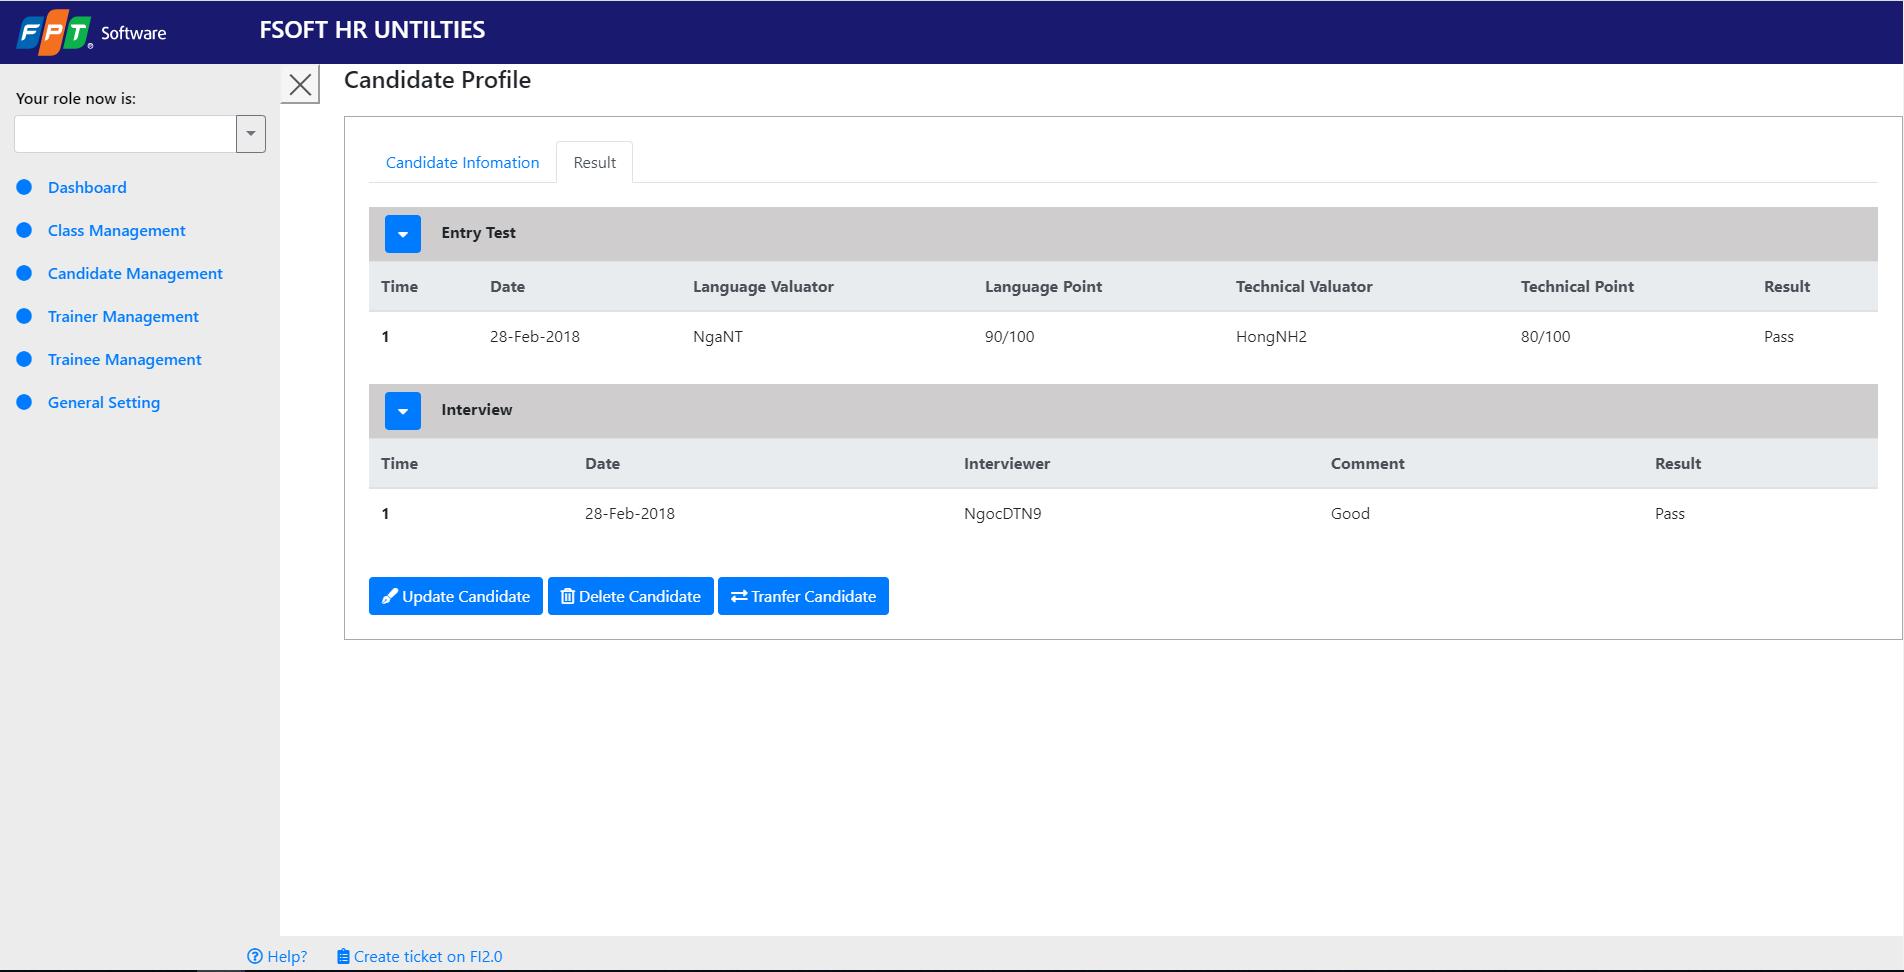 FPT® Software
FSOFT HR UNTILTIES
Your role now is:
Dashboard
Class Management
Candidate Management
Trainer Management
Trainee Management
General Setting
Candidate Profile
Candidate Infomation Result
Entry Test
Time Date Language Valuator Language Point Technical Valuator Technical Point Result
1 28-Feb-2018 NgaNT 90/100 HongNH2 80/100 Pass
Interview
Time Date Interviewer Comment Result
1 28-Feb-2018 NgocDTN9 Good Pass
Update Candidate Delete Candidate Tranfer Candidate
Help? Create ticket on FI2.0